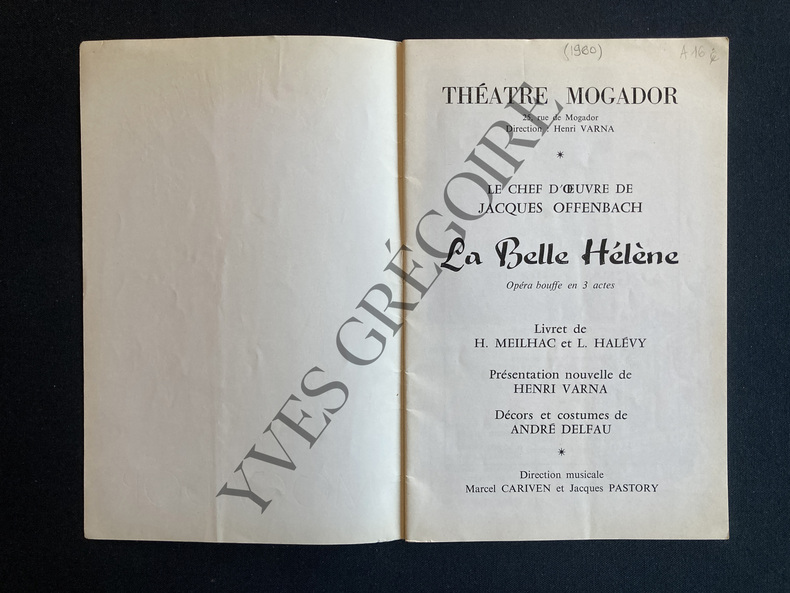 (1960)
A 16
THÉATRE MOGADOR
25, rue de Mogador
Direction : Henri VARNA
LE CHEF D'ŒUVRE DE
JACQUES OFFENBACH
La Belle Hélène
Opéra bouffe en 3 actes
Livret de
H. MEILHAC et L. HALÉVY
Présentation nouvelle de
HENRI VARNA
Décors et costumes de
ANDRÉ DELFAU
Direction musicale
Marcel CARIVEN et Jacques PASTORY
YVES GRÉGOIRE